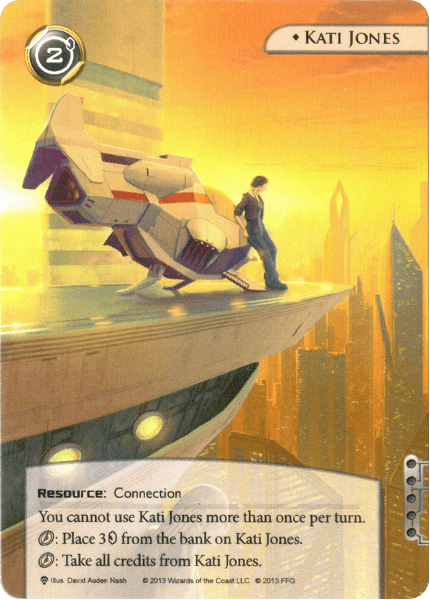 2
♦ KATI JONES
Resource: Connection
You cannot use Kati Jones more than once per turn.
: Place 3 from the bank on Kati Jones.
: Take all credits from Kati Jones.
Illus. David Auden Nash © 2013 Wizards of the Coast LLC. © 2013 FFG